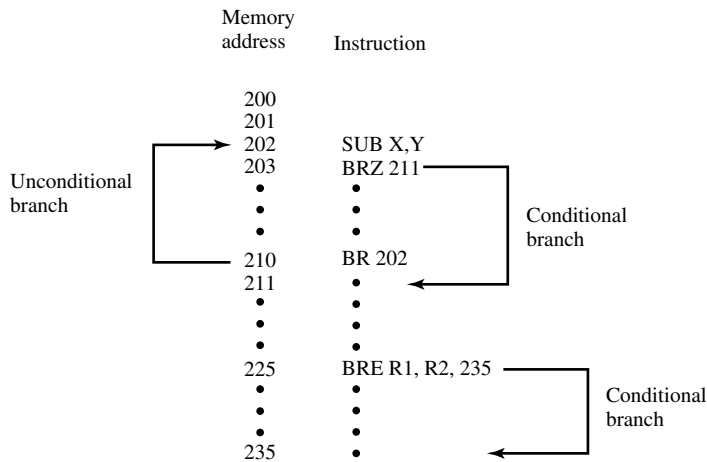 Memory address Instruction
200
201
202 SUB X,Y
203 BRZ 211
Unconditional branch
Conditional branch
210 BR 202
211
225 BRE R1, R2, 235
Conditional branch
235